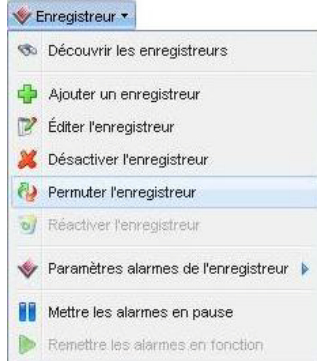 Enregistreur
Découvrir les enregistreurs
Ajouter un enregistreur
Éditer l'enregistreur
Désactiver l'enregistreur
Permuter l'enregistreur
Réactiver l'enregistreur
Paramètres alarmes de l'enregistreur
Mettre les alarmes en pause
Remettre les alarmes en fonction